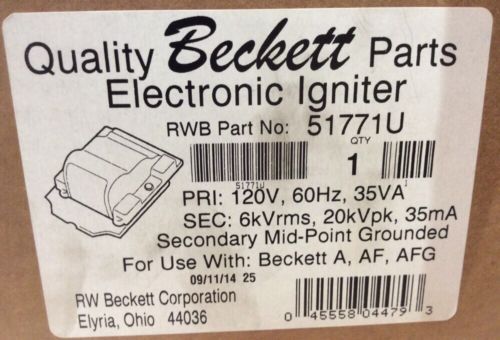 Quality Beckett Parts
Electronic Igniter
RWB Part No: 51771U
QTY
1
51771U
PRI: 120V, 60Hz, 35VA
SEC: 6kVrms, 20kVpk, 35mA
Secondary Mid-Point Grounded
For Use With: Beckett A, AF, AFG
09/11/14 25
RW Beckett Corporation
Elyria, Ohio 44036
0 45558 04479 3